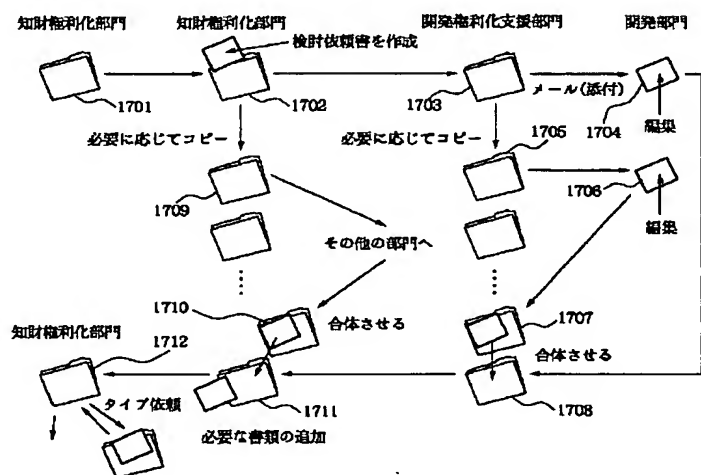 知財権利化部門 知財権利化部門 開発権利化支援部門 開発部門
検討依頼書を作成
1701 1702 1703 メール(添付) 1704 編集
必要に応じてコピー 必要に応じてコピー 1705
1709 1706 編集
その他の部門へ
1710 合体させる 1707
知財権利化部門 1712 合体させる
タイプ依頼 1711 1708
必要な書類の追加